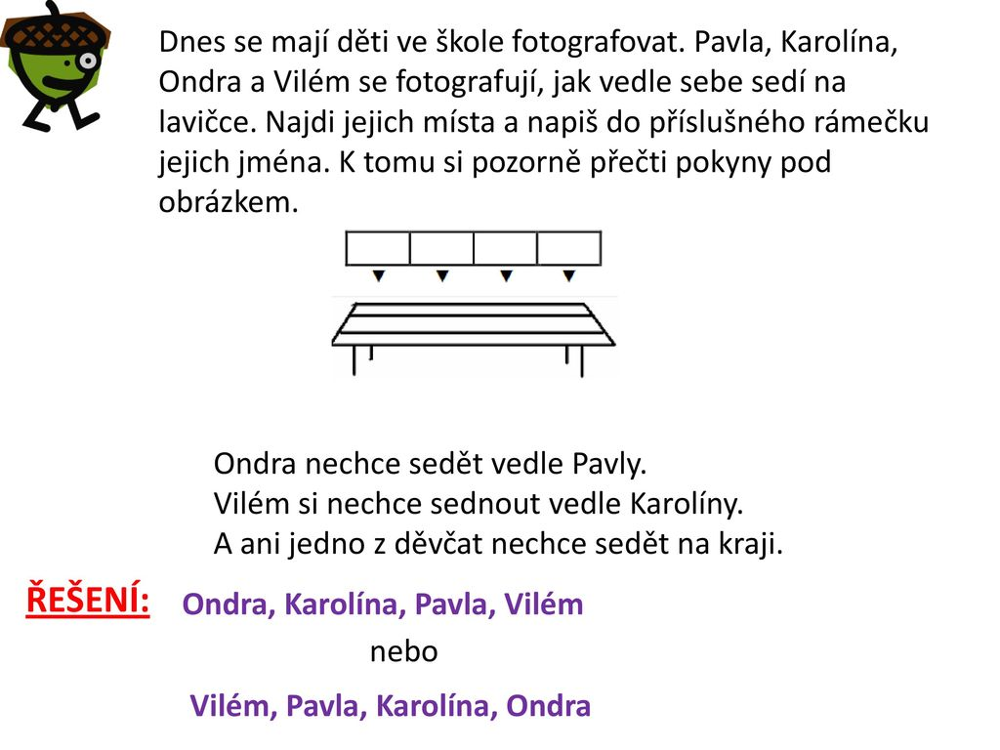 Dnes se mají děti ve škole fotografovat. Pavla, Karolína,
Ondra a Vilém se fotografují, jak vedle sebe sedí na
lavičce. Najdi jejich místa a napiš do příslušného rámečku
jejich jména. K tomu si pozorně přečti pokyny pod
obrázkem.
Ondra nechce sedět vedle Pavly.
Vilém si nechce sednout vedle Karolíny.
A ani jedno z děvčat nechce sedět na kraji.
ŘEŠENÍ: Ondra, Karolína, Pavla, Vilém
nebo
Vilém, Pavla, Karolína, Ondra